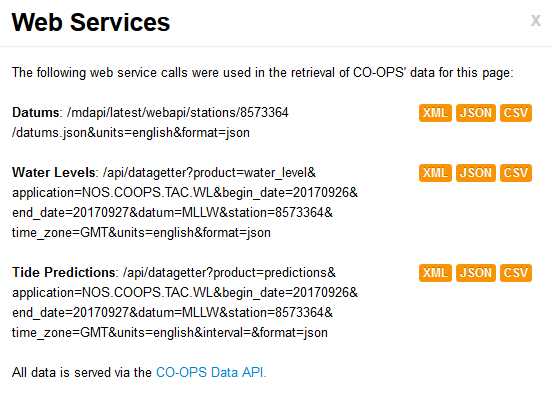 Web Services
x
The following web service calls were used in the retrieval of CO-OPS' data for this page:
Datums: /mdapi/latest/webapi/stations/8573364
/datums.json&units=english&format=json
XML JSON CSV
Water Levels: /api/datagetter?product=water_level&
application=NOS.COOPS.TAC.WL&begin_date=20170926&
end_date=20170927&datum=MLLW&station=8573364&
time_zone=GMT&units=english&format=json
XML JSON CSV
Tide Predictions: /api/datagetter?product=predictions&
application=NOS.COOPS.TAC.WL&begin_date=20170926&
end_date=20170927&datum=MLLW&station=8573364&
time_zone=GMT&units=english&interval=&format=json
XML JSON CSV
All data is served via the CO-OPS Data API.